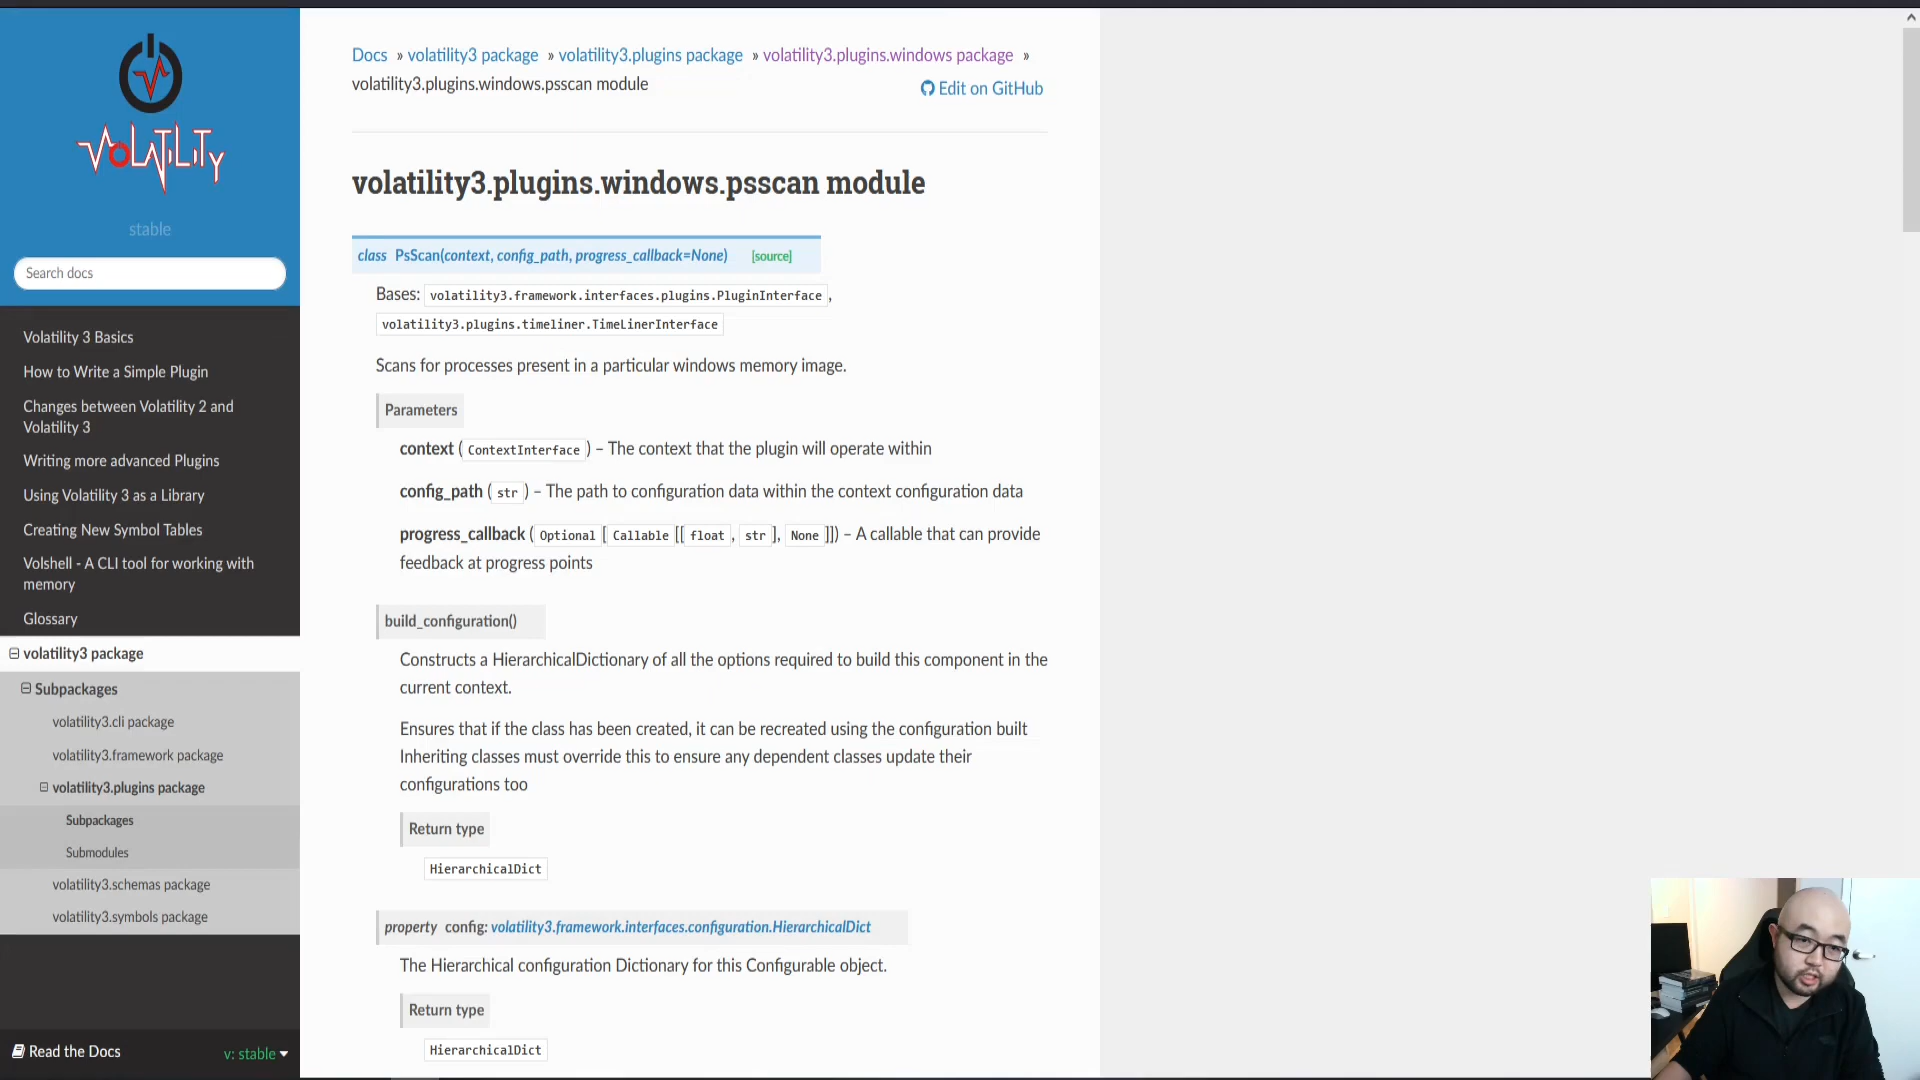 VOLATILITY
stable
Search docs
Volatility 3 Basics
How to Write a Simple Plugin
Changes between Volatility 2 and
Volatility 3
Writing more advanced Plugins
Using Volatility 3 as a Library
Creating New Symbol Tables
Volshell - A CLI tool for working with
memory
Glossary
volatility3 package
Subpackages
volatility3.cli package
volatility3.framework package
volatility3.plugins package
Subpackages
Submodules
volatility3.schemas package
volatility3.symbols package
Read the Docs
v: stable
Docs » volatility3 package » volatility3.plugins package » volatility3.plugins.windows package »
volatility3.plugins.windows.psscan module
Edit on GitHub
volatility3.plugins.windows.psscan module
class PsScan(context, config_path, progress_callback=None) [source]
Bases: volatility3.framework.interfaces.plugins.PluginInterface,
volatility3.plugins.timeliner.TimeLinerInterface
Scans for processes present in a particular windows memory image.
Parameters
context (ContextInterface) – The context that the plugin will operate within
config_path (str) – The path to configuration data within the context configuration data
progress_callback (Optional[Callable[[float, str], None]]) – A callable that can provide
feedback at progress points
build_configuration()
Constructs a HierarchicalDictionary of all the options required to build this component in the
current context.
Ensures that if the class has been created, it can be recreated using the configuration built
Inheriting classes must override this to ensure any dependent classes update their
configurations too
Return type
HierarchicalDict
property config: volatility3.framework.interfaces.configuration.HierarchicalDict
The Hierarchical configuration Dictionary for this Configurable object.
Return type
HierarchicalDict